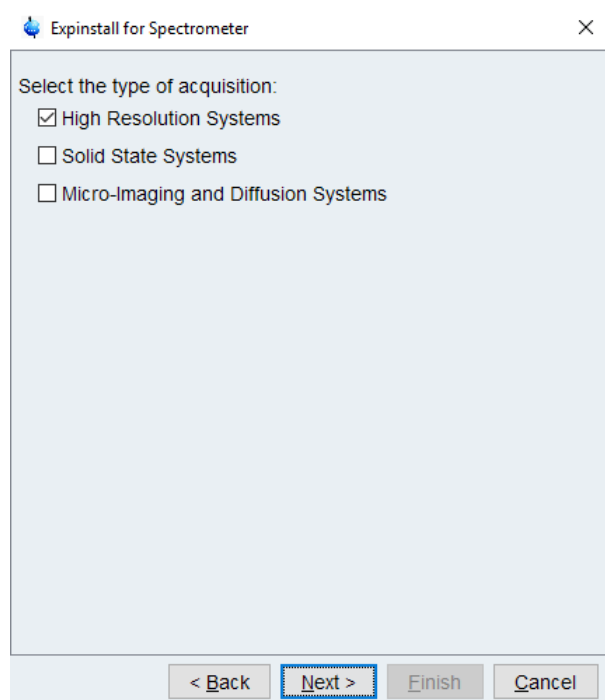 Expinstall for Spectrometer
Select the type of acquisition:
High Resolution Systems
Solid State Systems
Micro-Imaging and Diffusion Systems
< Back Next > Finish Cancel